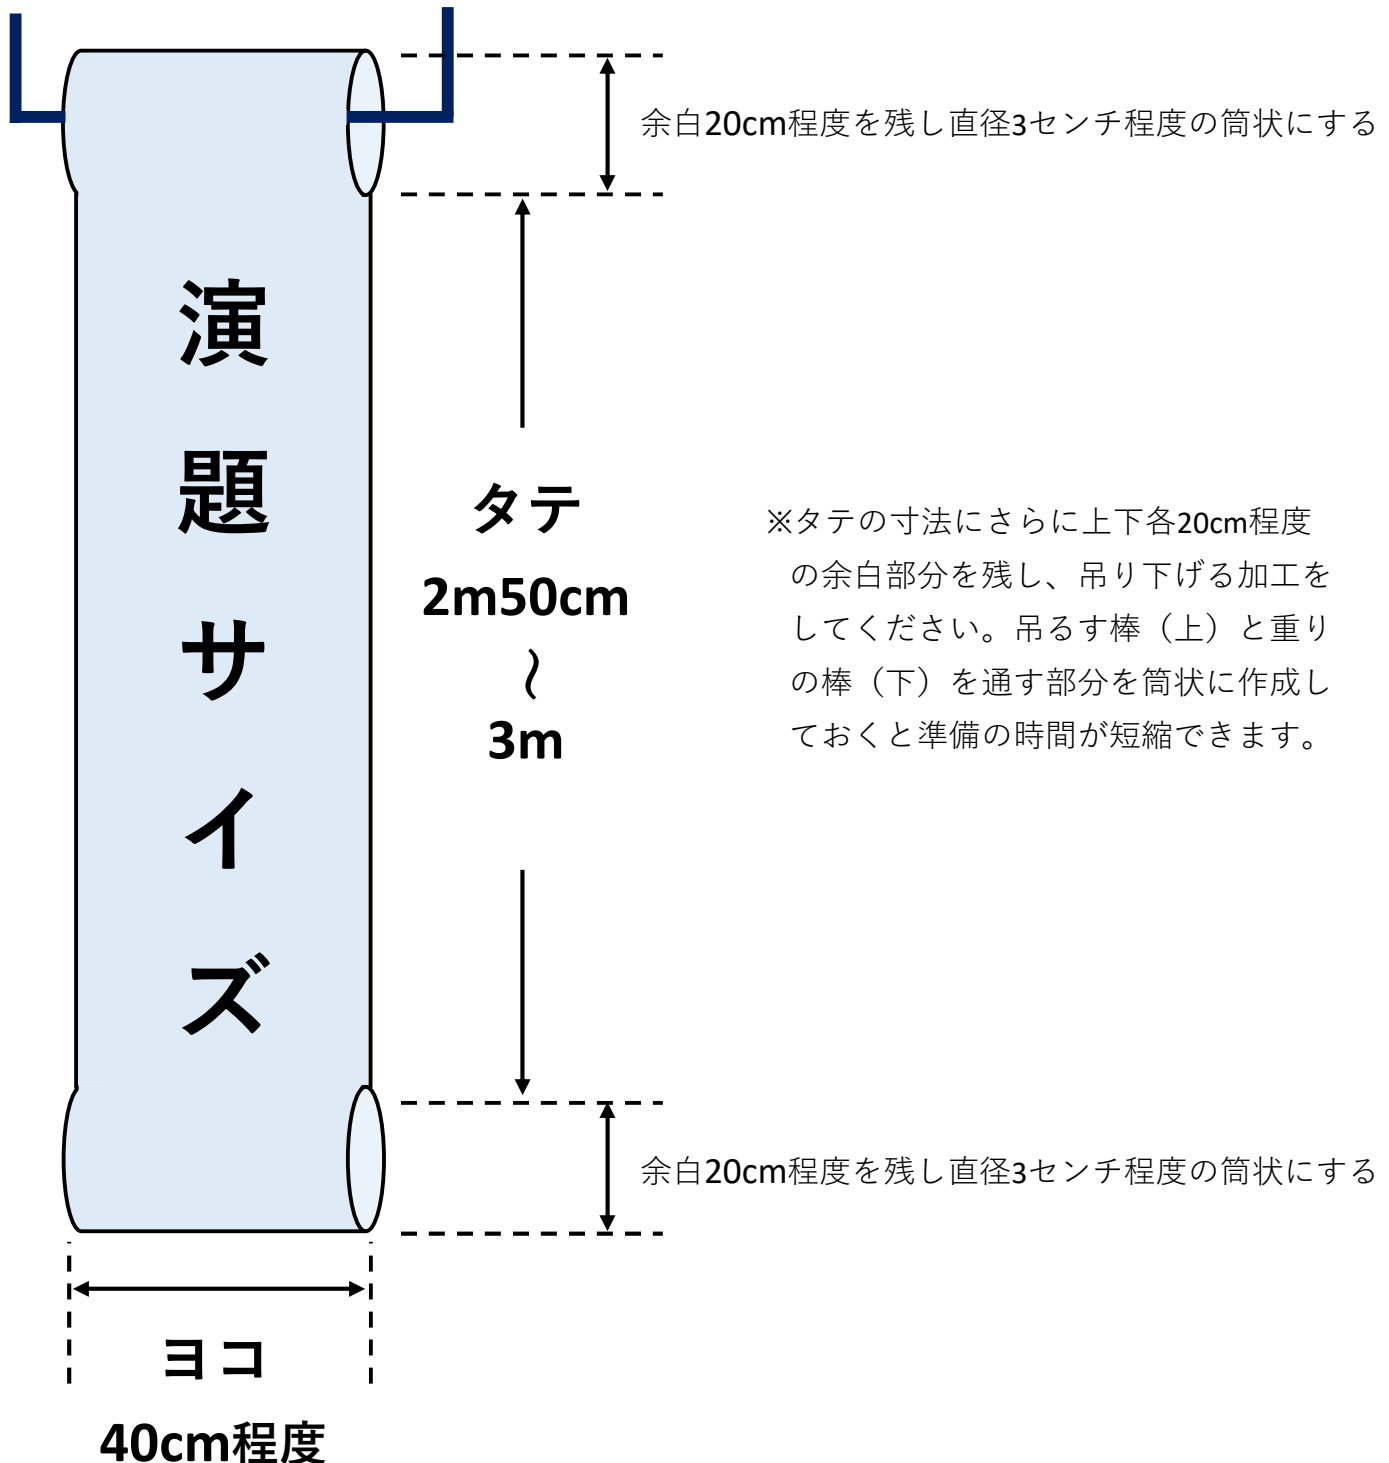 余白20cm程度を残し直径3センチ程度の筒状にする
演題サイズ
タテ
2m50cm
～
3m
※タテの寸法にさらに上下各20cm程度
の余白部分を残し、吊り下げる加工を
してください。吊るす棒（上）と重り
の棒（下）を通す部分を筒状に作成し
ておくと準備の時間が短縮できます。
余白20cm程度を残し直径3センチ程度の筒状にする
ヨコ
40cm程度